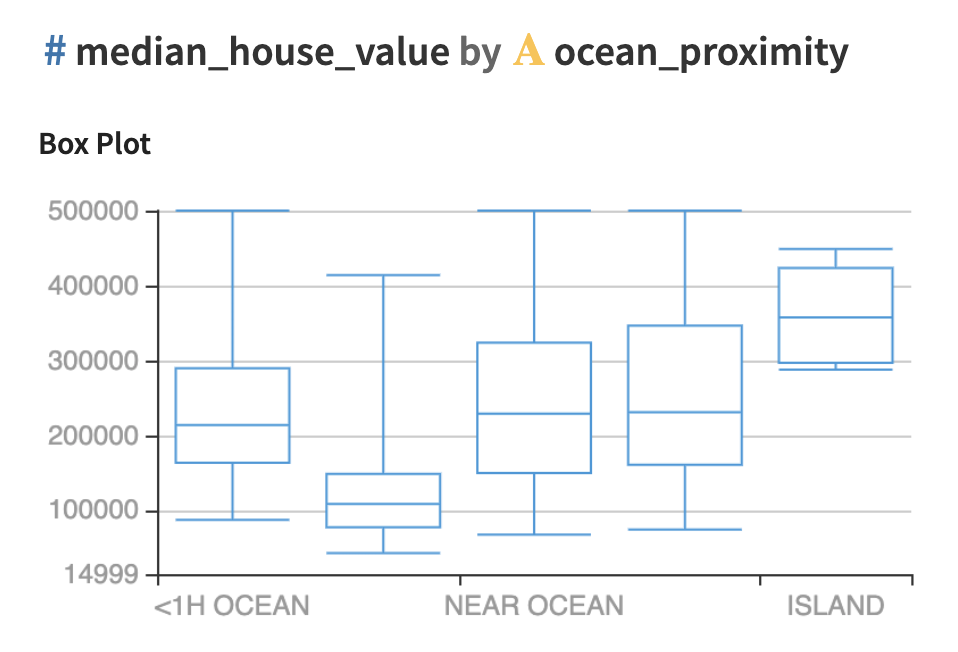 # median_house_value by A ocean_proximity
Box Plot
500000
400000
300000
200000
100000
14999
<1H OCEAN NEAR OCEAN ISLAND